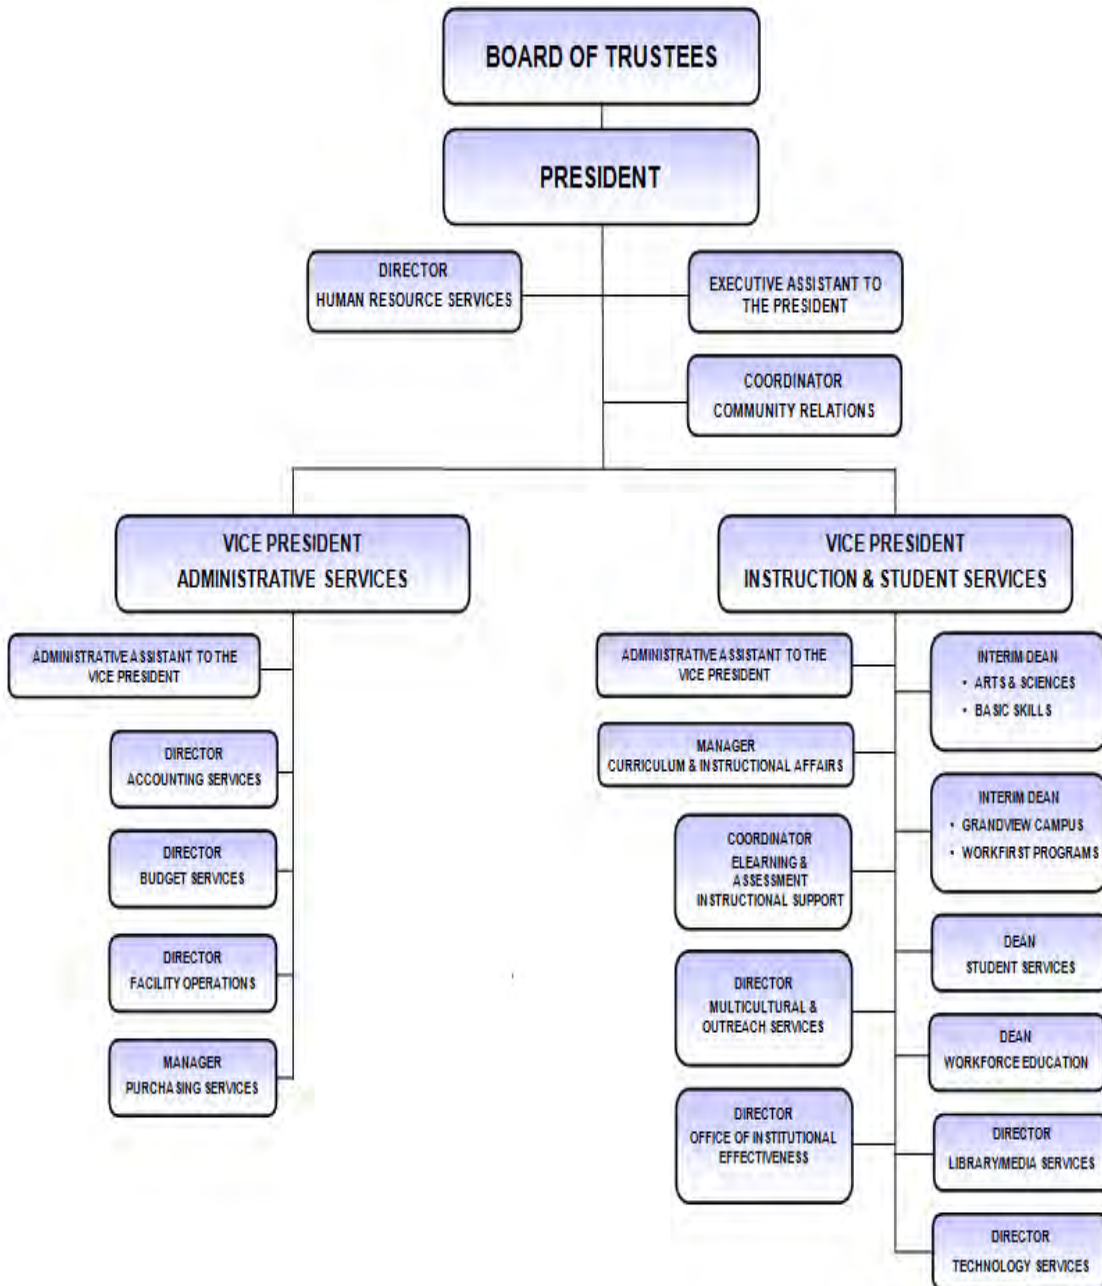 BOARD OF TRUSTEES
PRESIDENT
DIRECTOR
HUMAN RESOURCE SERVICES
EXECUTIVE ASSISTANT TO
THE PRESIDENT
COORDINATOR
COMMUNITY RELATIONS
VICE PRESIDENT
ADMINISTRATIVE SERVICES
ADMINISTRATIVE ASSISTANT TO THE
VICE PRESIDENT
DIRECTOR
ACCOUNTING SERVICES
DIRECTOR
BUDGET SERVICES
DIRECTOR
FACILITY OPERATIONS
MANAGER
PURCHASING SERVICES
VICE PRESIDENT
INSTRUCTION & STUDENT SERVICES
ADMINISTRATIVE ASSISTANT TO THE
VICE PRESIDENT
MANAGER
CURRICULUM & INSTRUCTIONAL AFFAIRS
COORDINATOR
ELEARNING &
ASSESSMENT
INSTRUCTIONAL SUPPORT
DIRECTOR
MULTICULTURAL &
OUTREACH SERVICES
DIRECTOR
OFFICE OF INSTITUTIONAL
EFFECTIVENESS
INTERIM DEAN
• ARTS & SCIENCES
• BASIC SKILLS
INTERIM DEAN
• GRANDVIEW CAMPUS
• WORKFIRST PROGRAMS
DEAN
STUDENT SERVICES
DEAN
WORKFORCE EDUCATION
DIRECTOR
LIBRARY/MEDIA SERVICES
DIRECTOR
TECHNOLOGY SERVICES